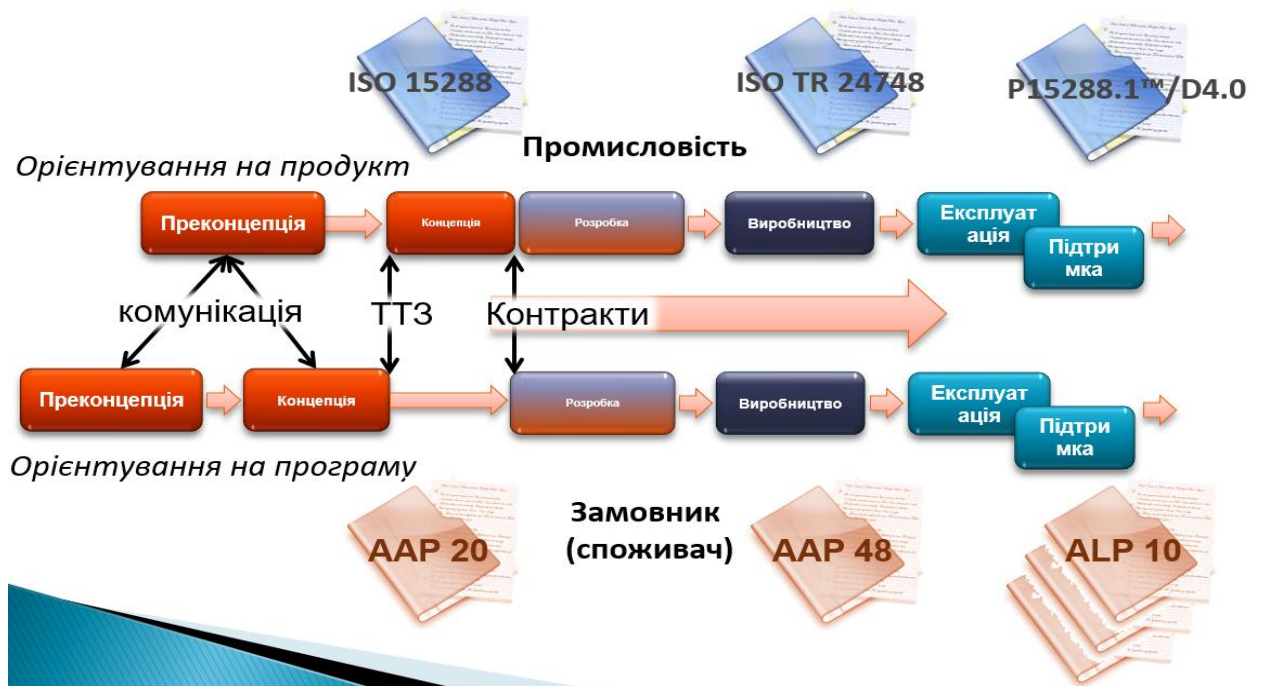 ISO 15288
ISO TR 24748
P15288.1™/D4.0
Промисловість
Орієнтування на продукт
Преконцепція
Концепція
Розробка
Виробництво
Експлуат
ація
Підтри
мка
комунікація
ТТЗ
Контракти
Преконцепція
Концепція
Розробка
Виробництво
Експлуат
ація
Підтри
мка
Орієнтування на програму
Замовник
(споживач)
AAP 20
AAP 48
ALP 10